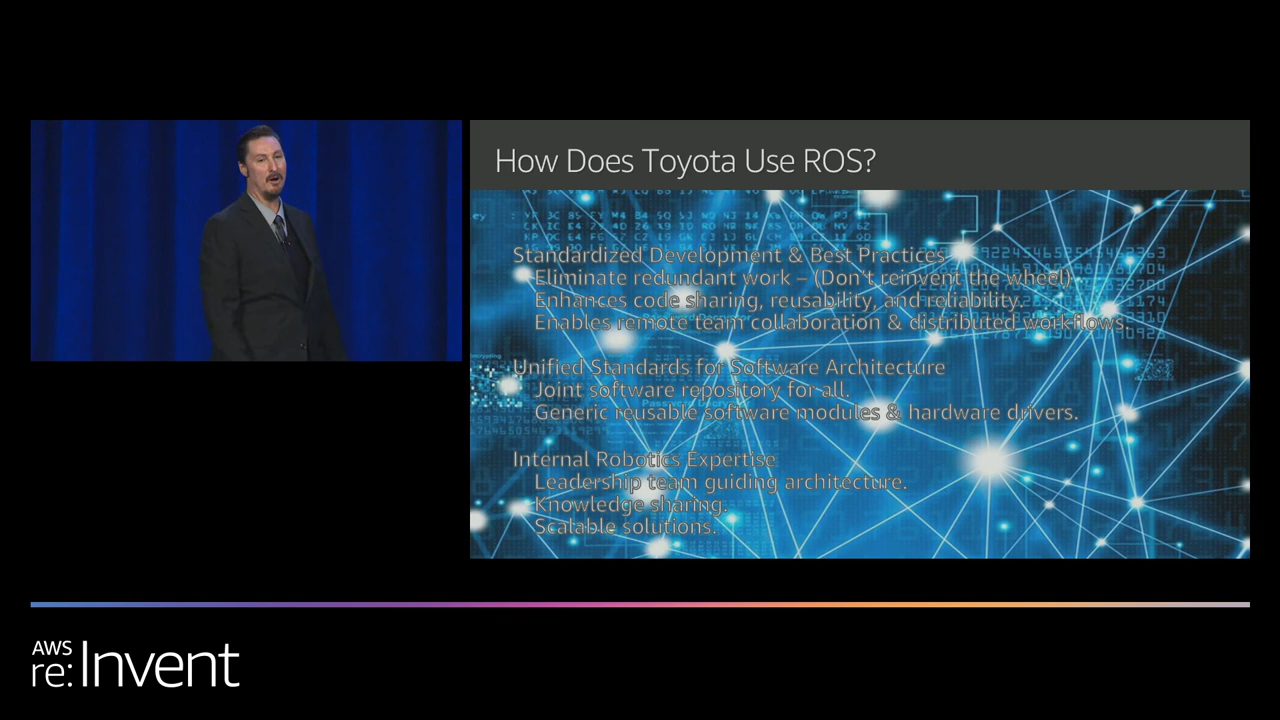 How Does Toyota Use ROS?
Standardized Development & Best Practices
Eliminate redundant work – (Don't reinvent the wheel)
Enhances code sharing, reusability, and reliability.
Enables remote team collaboration & distributed workflows.
Unified Standards for Software Architecture
Joint software repository for all.
Generic reusable software modules & hardware drivers.
Internal Robotics Expertise
Leadership team guiding architecture.
Knowledge sharing.
Scalable solutions.
AWS
re:Invent